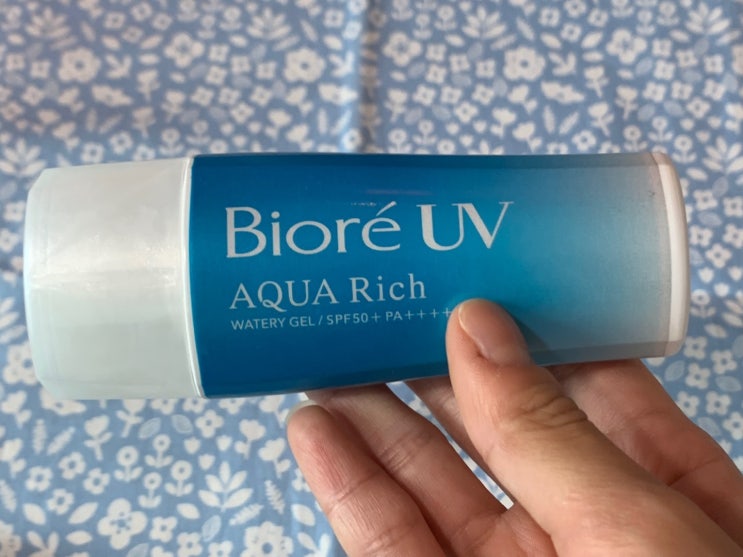 Bioré UV
AQUA Rich
WATERY GEL / SPF50+ PA++++